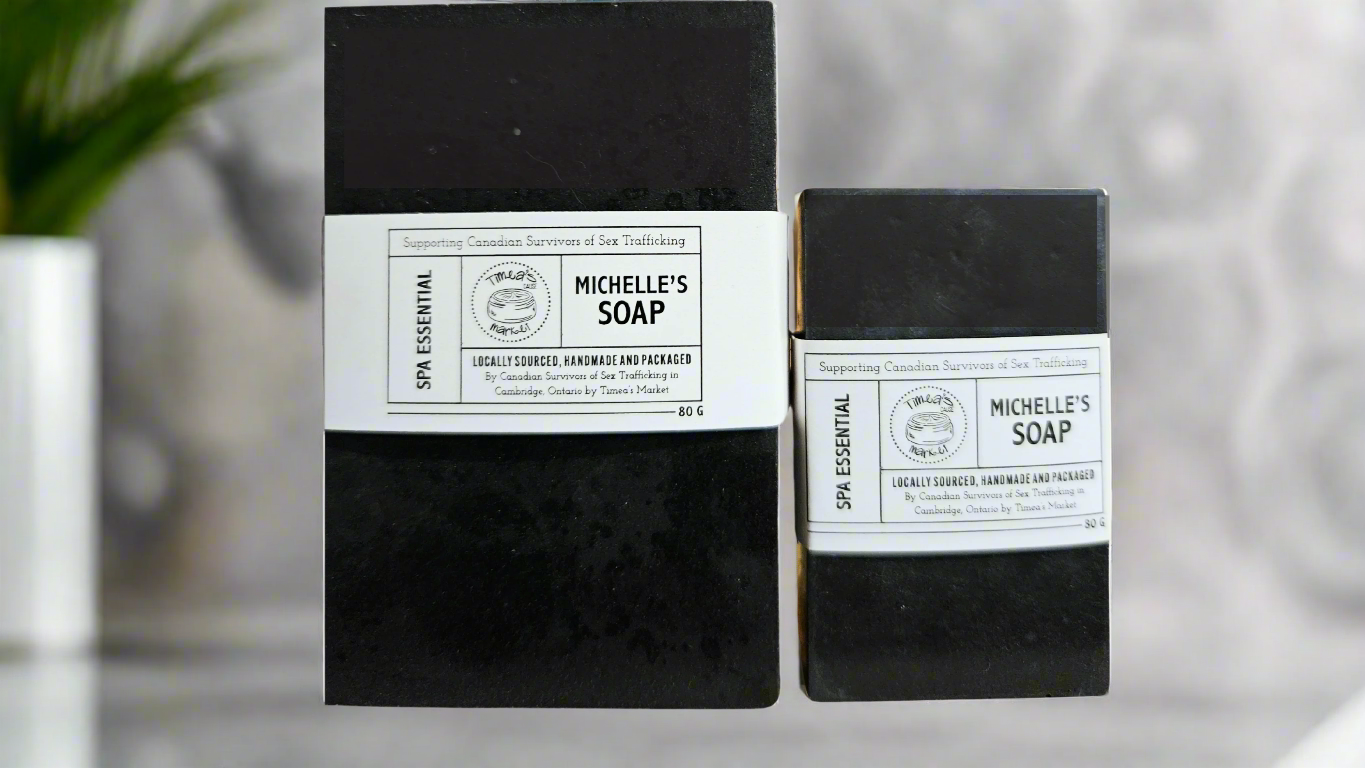 Supporting Canadian Survivors of Sex Trafficking
SPA ESSENTIAL
Timea's
CAUSE
market
MICHELLE'S
SOAP
LOCALLY SOURCED, HANDMADE AND PACKAGED
By Canadian Survivors of Sex Trafficking in
Cambridge, Ontario by Timea's Market
80 G
Supporting Canadian Survivors of Sex Trafficking
SPA ESSENTIAL
Timea's
CAUSE
market
MICHELLE'S
SOAP
LOCALLY SOURCED, HANDMADE AND PACKAGED
By Canadian Survivors of Sex Trafficking in
Cambridge, Ontario by Timea's Market
80 G